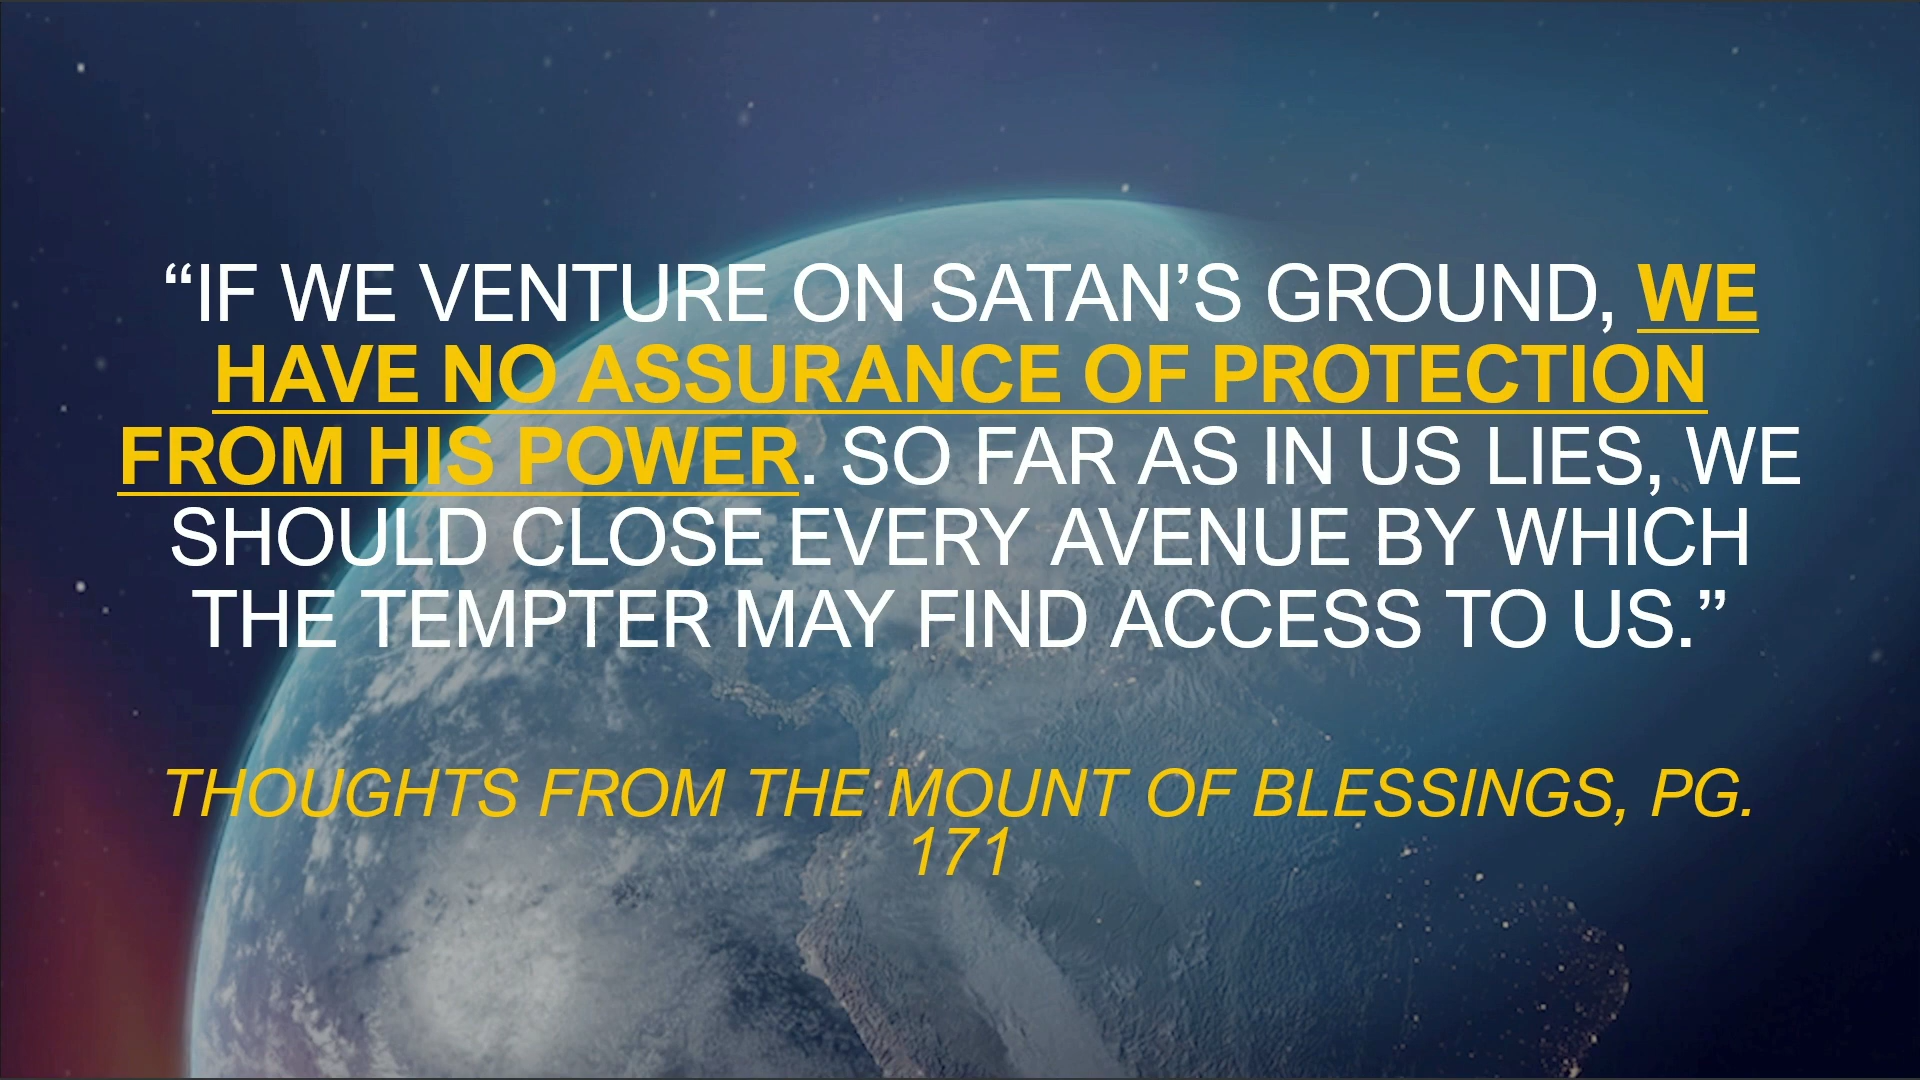 “IF WE VENTURE ON SATAN’S GROUND, WE
HAVE NO ASSURANCE OF PROTECTION
FROM HIS POWER. SO FAR AS IN US LIES, WE
SHOULD CLOSE EVERY AVENUE BY WHICH
THE TEMPTER MAY FIND ACCESS TO US.”
THOUGHTS FROM THE MOUNT OF BLESSINGS, PG.
171